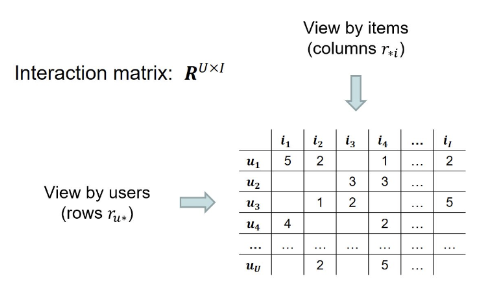 View by items
(columns r*i)
Interaction matrix: R^U×I
i1 i2 i3 i4 ... iI
u1 5 2 1 ... 2
u2 3 3 ...
View by users
(rows ru*)
u3 1 2 ... 5
u4 4 2 ...
... ... ... ... ... ... ...
uU 2 5 ...